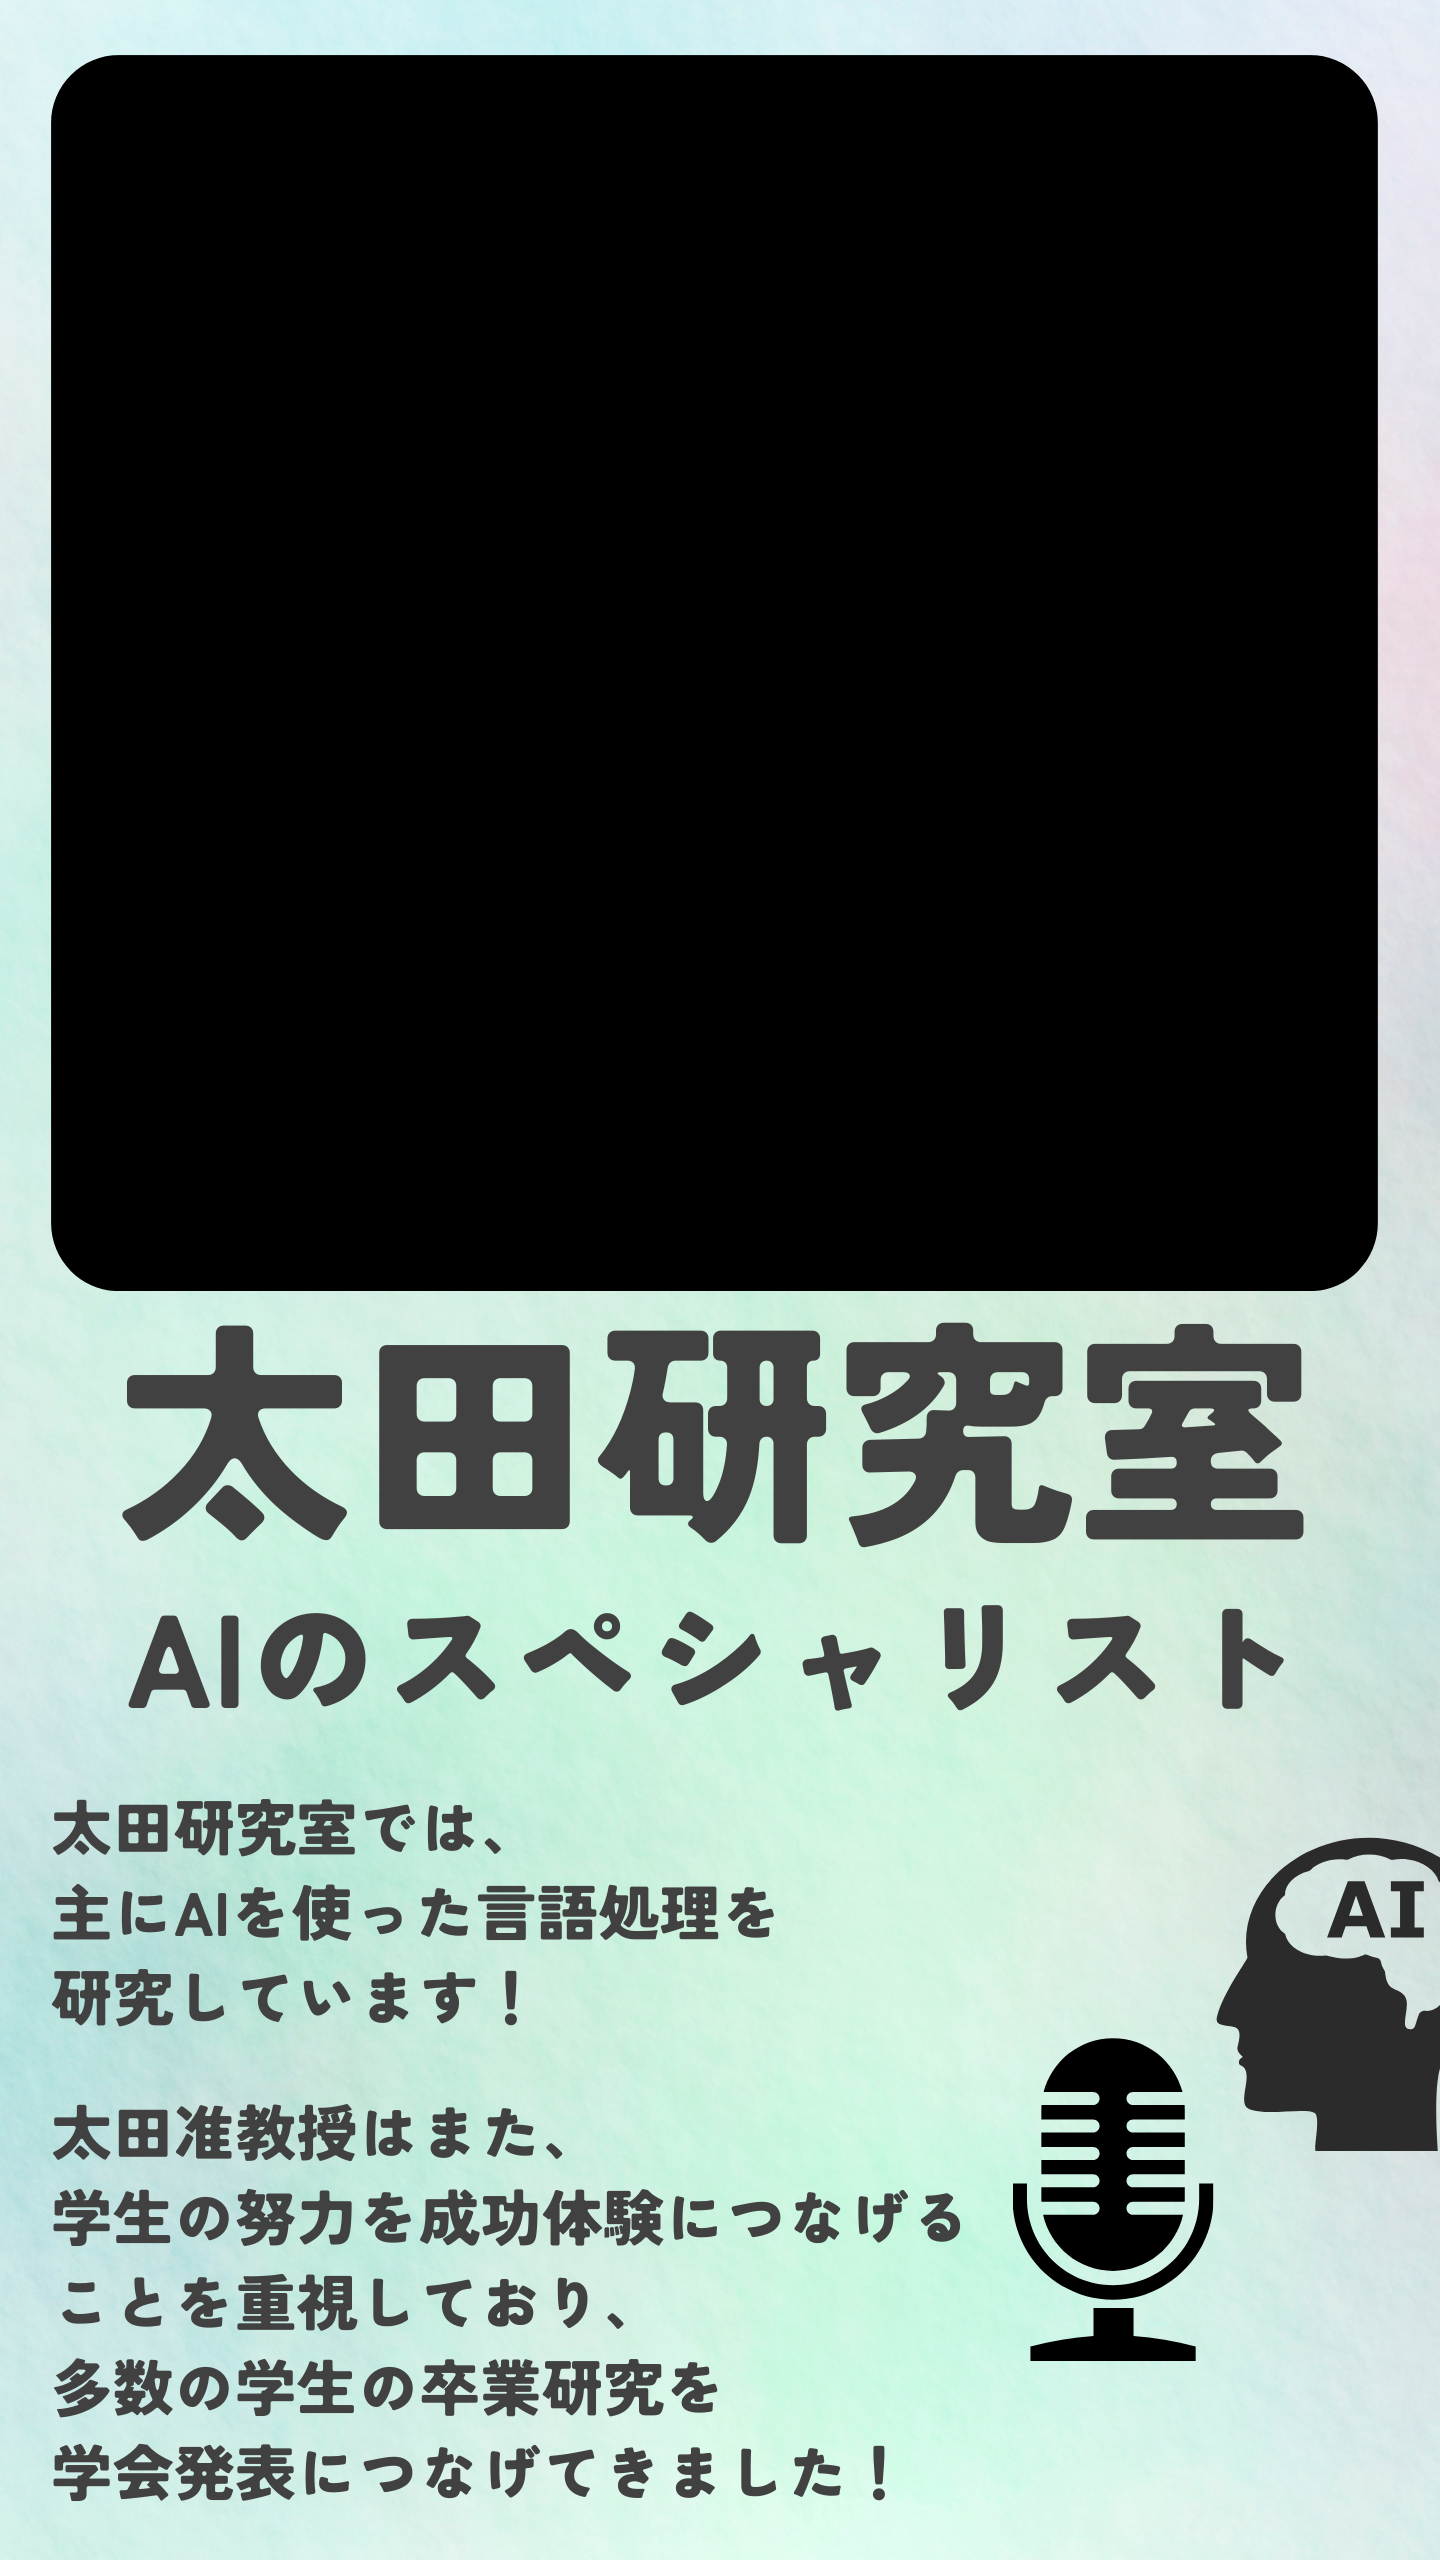 太田研究室
AIのスペシャリスト
太田研究室では、
主にAIを使った言語処理を
研究しています！
太田准教授はまた、
学生の努力を成功体験につなげる
ことを重視しており、
多数の学生の卒業研究を
学会発表につなげてきました！
AI